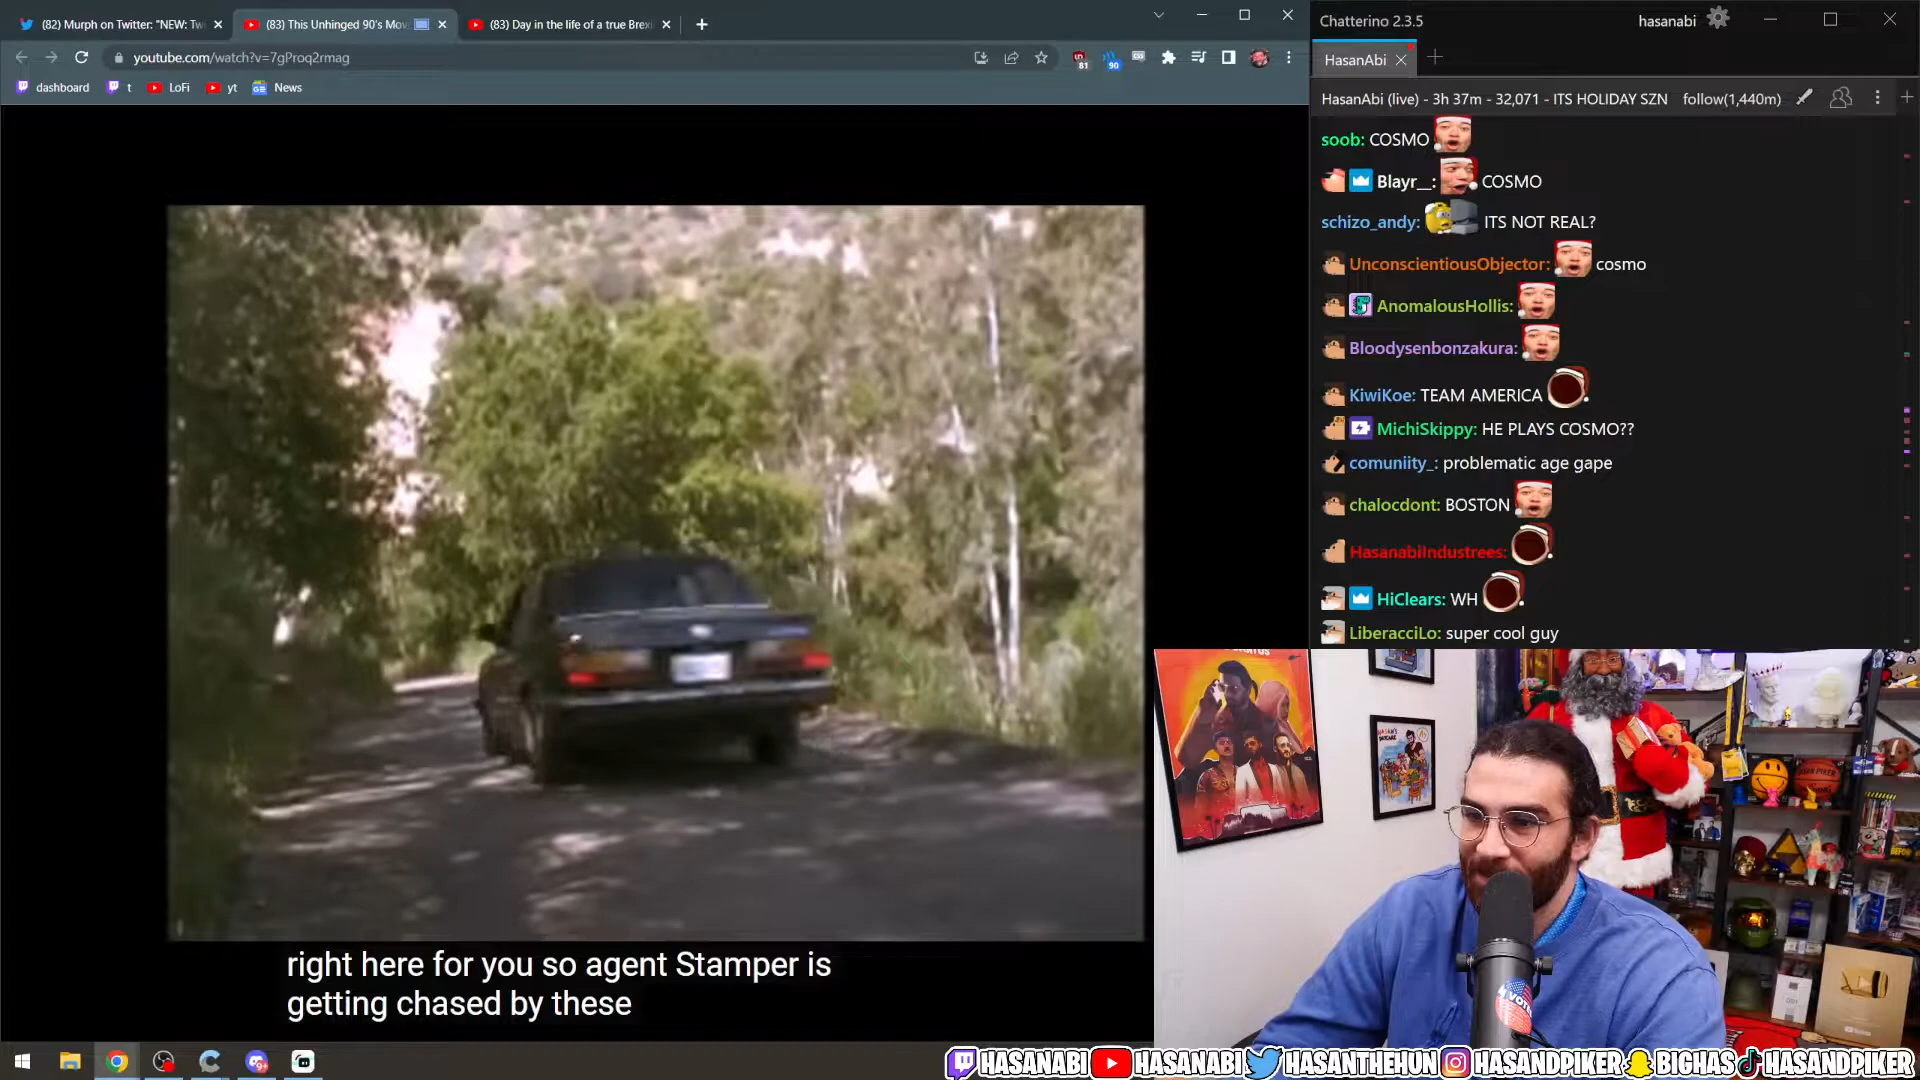 (82) Murph on Twitter: "NEW: Tw
(83) This Unhinged 90's Mov
(83) Day in the life of a true Brex
youtube.com/watch?v=7gProq2rmag
81
90
dashboard
t
LoFi
yt
News
Chatterino 2.3.5
hasanabi
HasanAbi
HasanAbi (live) - 3h 37m - 32,071 - ITS HOLIDAY SZN
follow(1,440m)
soob: COSMO
Blayr__: COSMO
schizo_andy: ITS NOT REAL?
UnconscientiousObjector: cosmo
AnomalousHollis:
Bloodysenbonzakura:
KiwiKoe: TEAM AMERICA
MichiSkippy: HE PLAYS COSMO??
comuniity_: problematic age gape
chalocdont: BOSTON
HasanabiIndustrees:
HiClears: WH
LiberacciLo: super cool guy
right here for you so agent Stamper is
getting chased by these
VOTE
HASANABI
HASANABI
HASANTHEHUN
HASANDPIKER
BIGHAS
HASANDPIKER